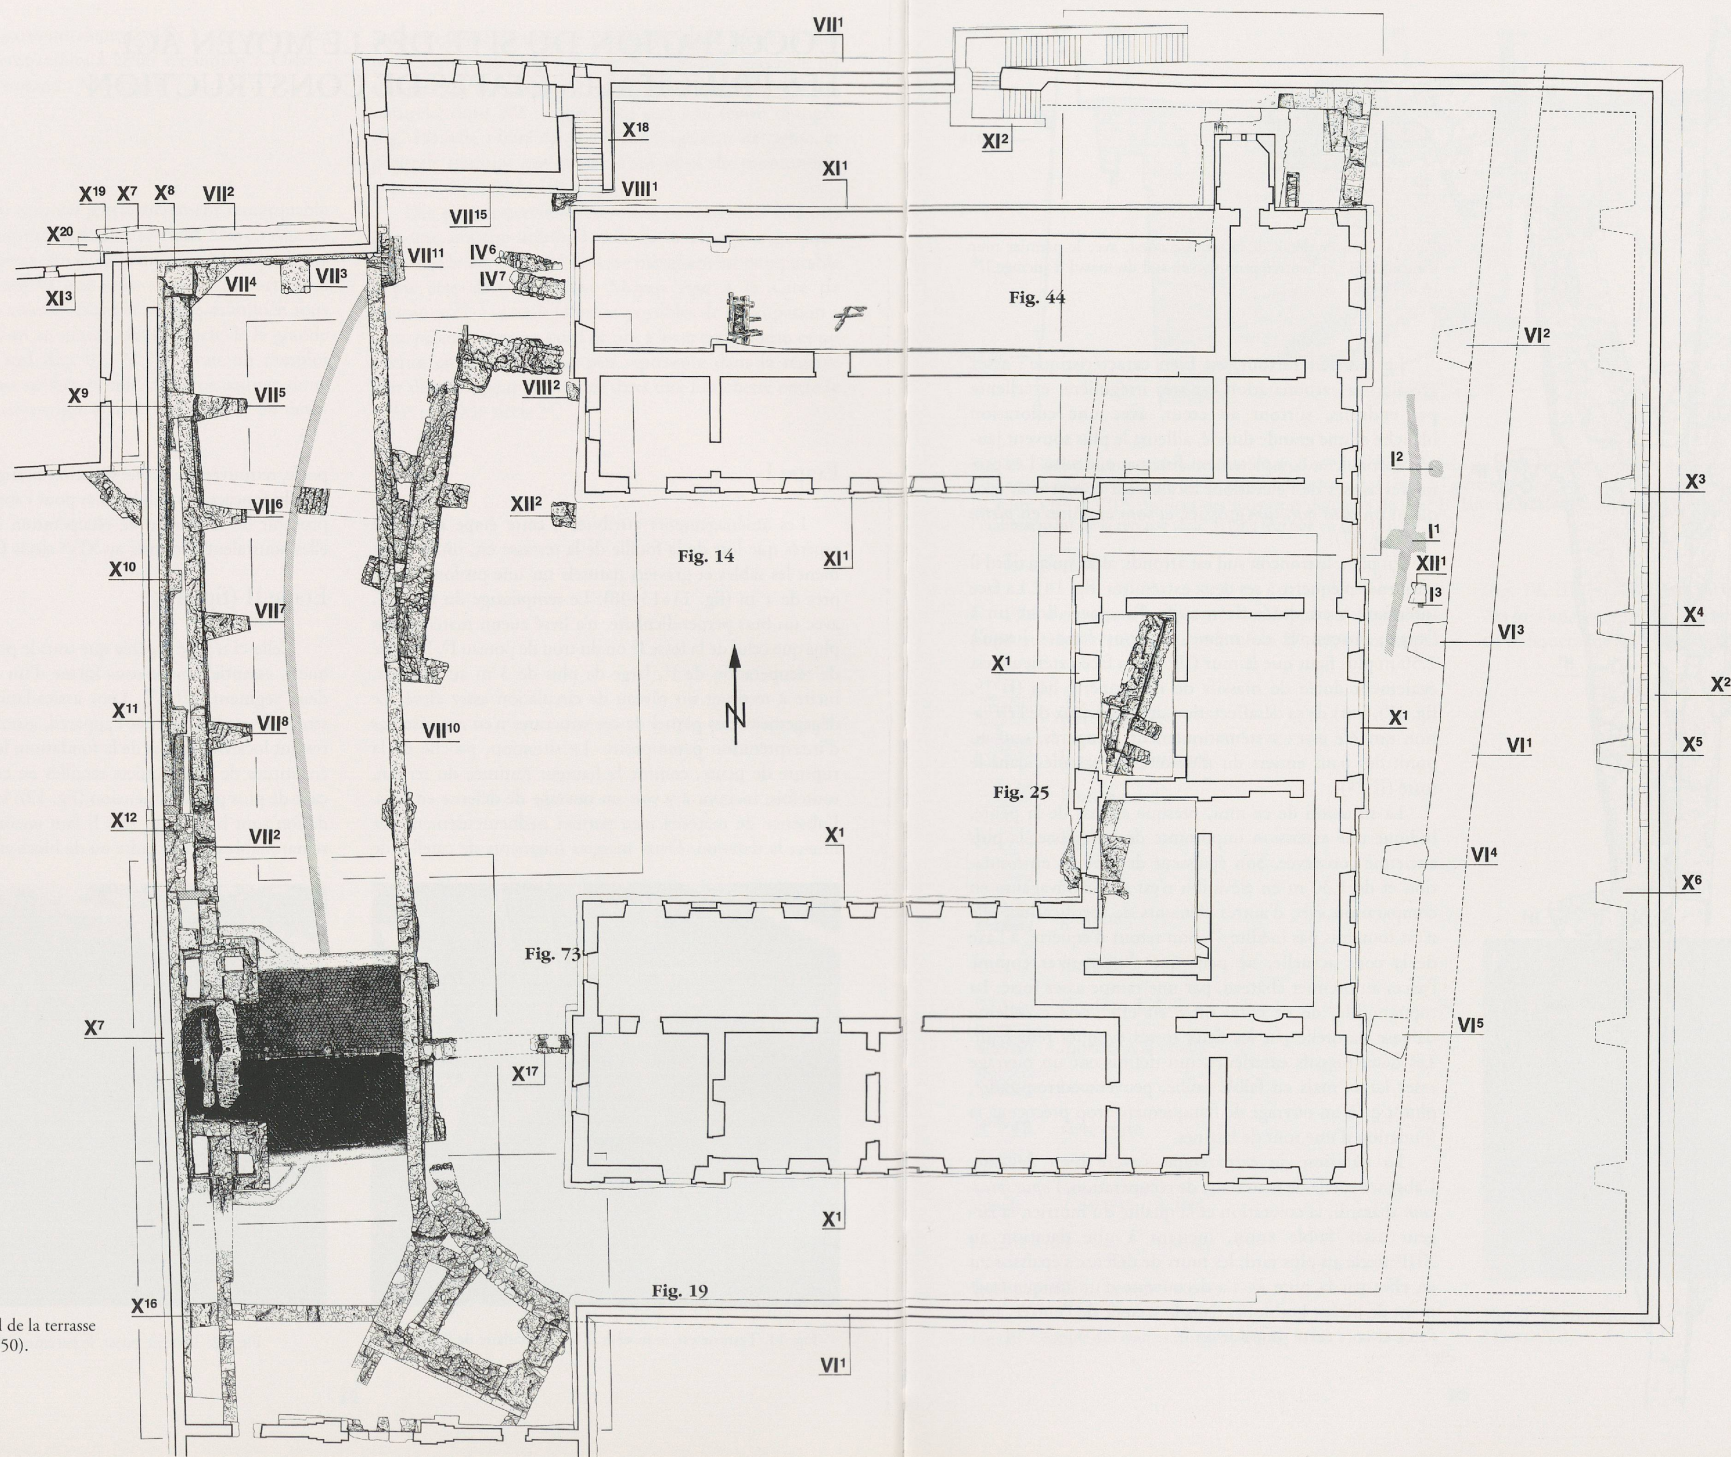 VII¹
X¹⁸
XI²
XI¹
VIII¹
X¹⁹ X⁷ X⁸ VII²
VII¹⁵
X²⁰
IV⁶
VII¹¹
IV⁷
VII³
VII⁴
XI³
Fig. 44
VI²
VIII²
X⁹
VII⁵
I²
X³
VII⁶
XII²
I¹
Fig. 14
XI¹
XII¹
X¹⁰
I³
VII⁷
X⁴
VI³
X¹
X²
X¹¹
VII⁸
VII¹⁰
X¹
VI¹
X⁵
Fig. 25
X¹²
VII²
X¹
VI⁴
X⁶
Fig. 73
X⁷
VI⁵
X¹⁷
N
X¹
Fig. 19
X¹⁶
de la terrasse
50).
VI¹